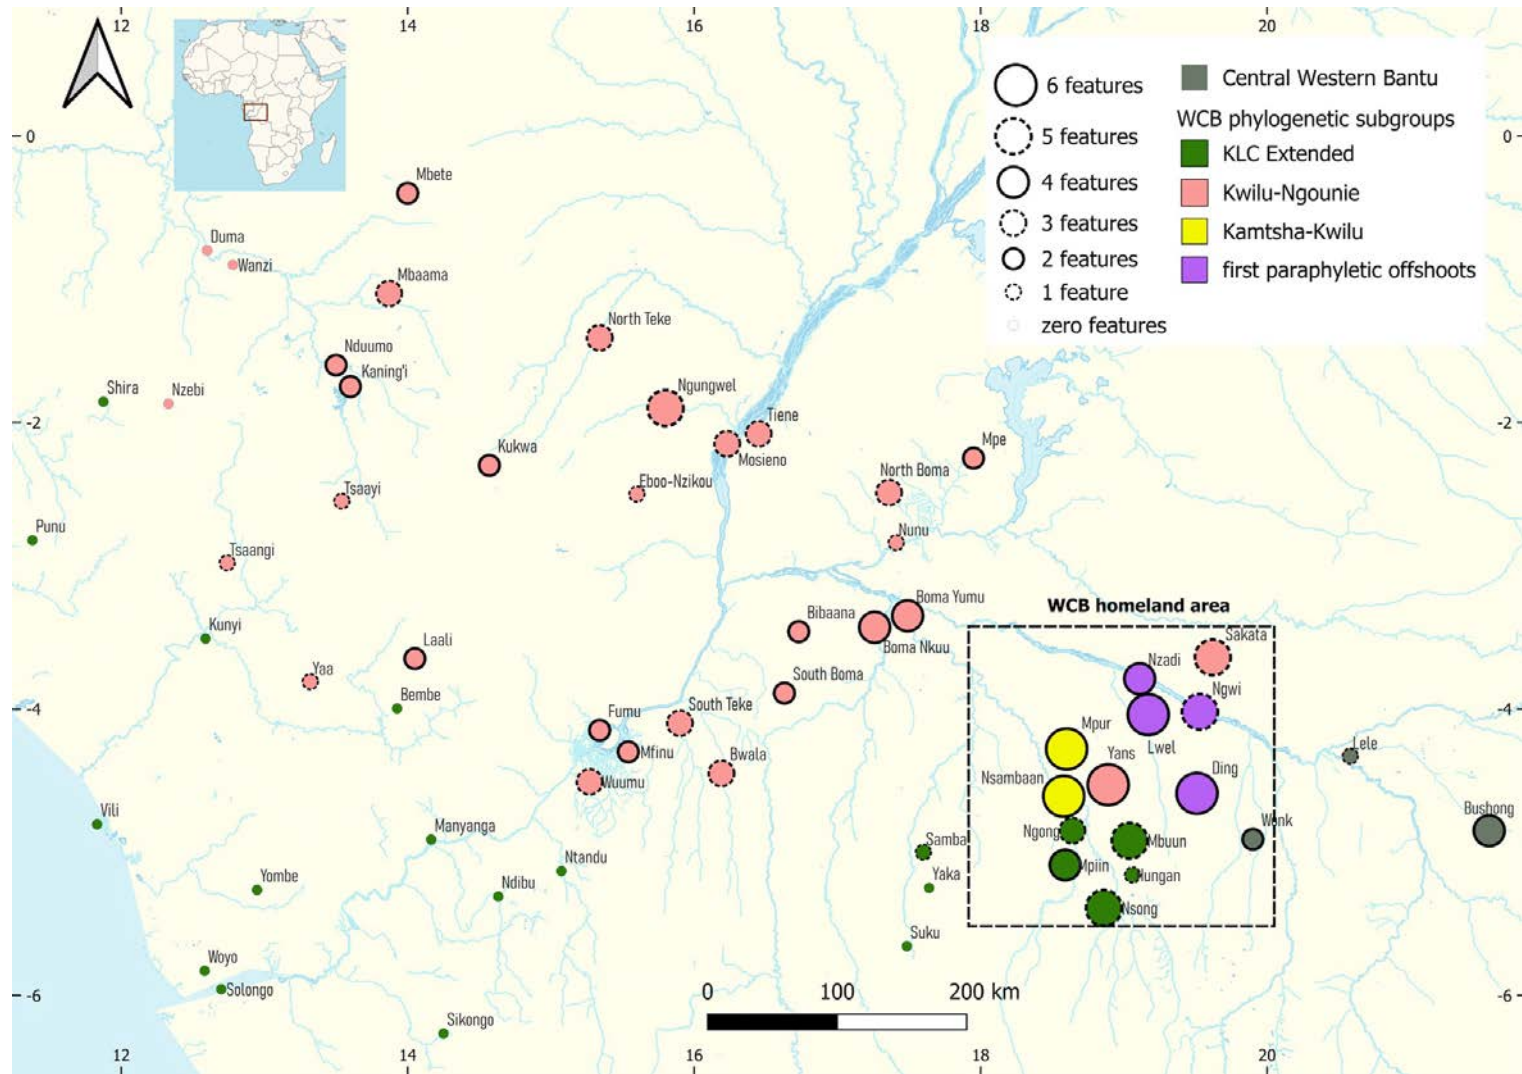 12
14
16
18
20
0
0
6 features
5 features
4 features
3 features
2 features
1 feature
zero features
Central Western Bantu
WCB phylogenetic subgroups
KLC Extended
Kwilu-Ngounie
Kamtsha-Kwilu
first paraphyletic offshoots
Mbete
Duma
Wanzi
Mbaama
North Teke
Nduumo
Kaning'i
Shira
Nzebi
Ngungwel
Tiene
Mosieno
-2
-2
Kukwa
Mpe
North Boma
Eboo-Nzikou
Tsaayi
Punu
Nunu
Tsaangi
Boma Yumu
WCB homeland area
Bibaana
Kunyi
Boma Nkuu
Sakata
Laali
Nzadi
Yaa
South Boma
Ngwi
Bembe
-4
-4
Fumu
South Teke
Mpur
Lwel
Lele
Mfinu
Bwala
Yans
Ding
Wuumu
Nsambaan
Vili
Bushong
Manyanga
Ngong
Wonk
Samba
Mbuun
Ntandu
Mpiin
Yombe
Ndibu
Yaka
Nungan
Nsong
Suku
Woyo
Solongo
-6
-6
0
100
200 km
Sikongo
12
14
16
18
20